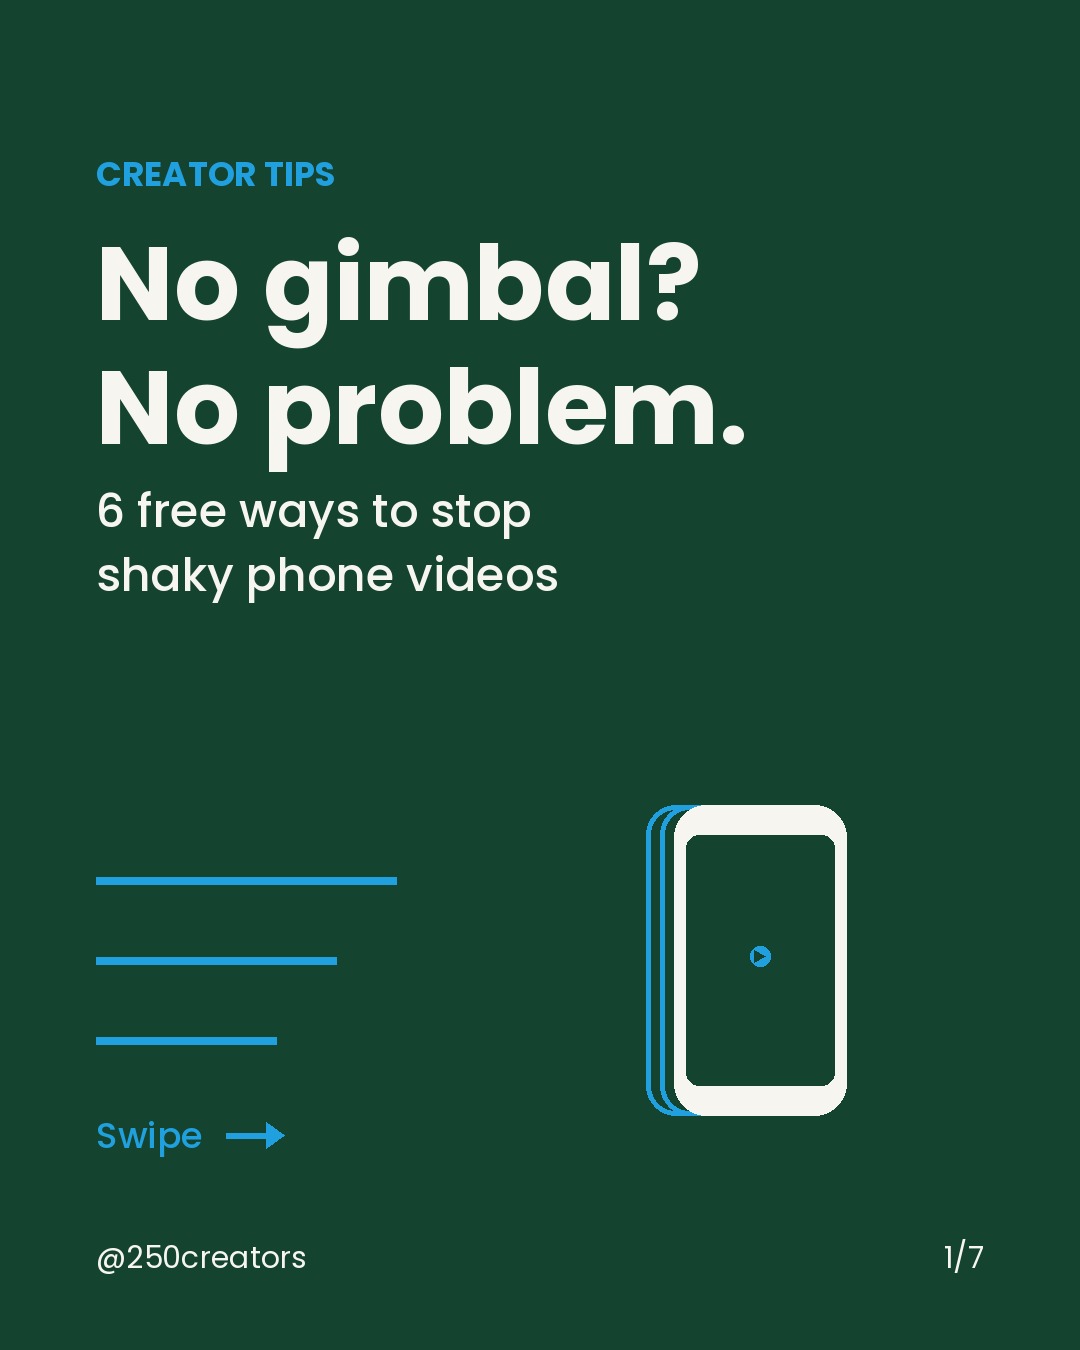 CREATOR TIPS
No gimbal?
No problem.
6 free ways to stop
shaky phone videos
Swipe
@250creators
1/7